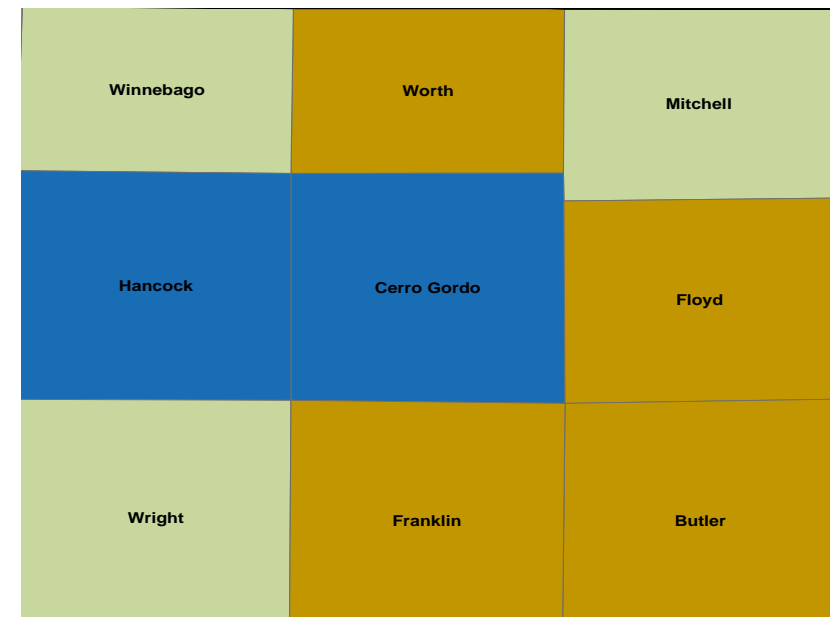 Winnebago
Worth
Mitchell
Hancock
Cerro Gordo
Floyd
Wright
Franklin
Butler